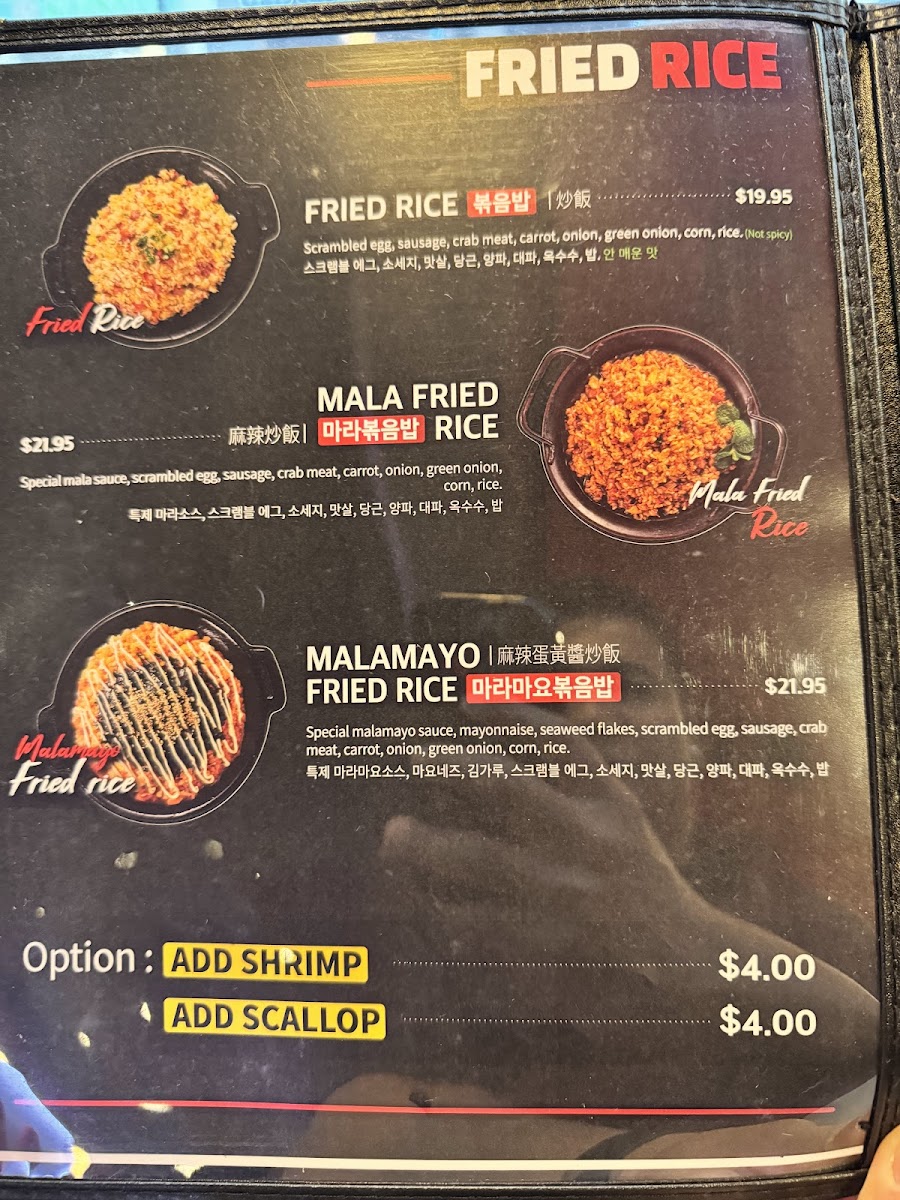 FRIED RICE
FRIED RICE 볶음밥 | 炒飯 $19.95
Scrambled egg, sausage, crab meat, carrot, onion, green onion, corn, rice. (Not spicy)
스크램블 에그, 소세지, 맛살, 당근, 양파, 대파, 옥수수, 밥. 안 매운 맛
Fried Rice
MALA FRIED
$21.95 麻辣炒飯 | 마라볶음밥 RICE
Special mala sauce, scrambled egg, sausage, crab meat, carrot, onion, green onion,
corn, rice.
특제 마라소스, 스크램블 에그, 소세지, 맛살, 당근, 양파, 대파, 옥수수, 밥
Mala Fried
Rice
MALAMAYO | 麻辣蛋黃醬炒飯
FRIED RICE 마라마요볶음밥 $21.95
Special malamayo sauce, mayonnaise, seaweed flakes, scrambled egg, sausage, crab
meat, carrot, onion, green onion, corn, rice.
특제 마라마요소스, 마요네즈, 김가루, 스크램블 에그, 소세지, 맛살, 당근, 양파, 대파, 옥수수, 밥
Malamayo
Fried rice
Option : ADD SHRIMP $4.00
ADD SCALLOP $4.00